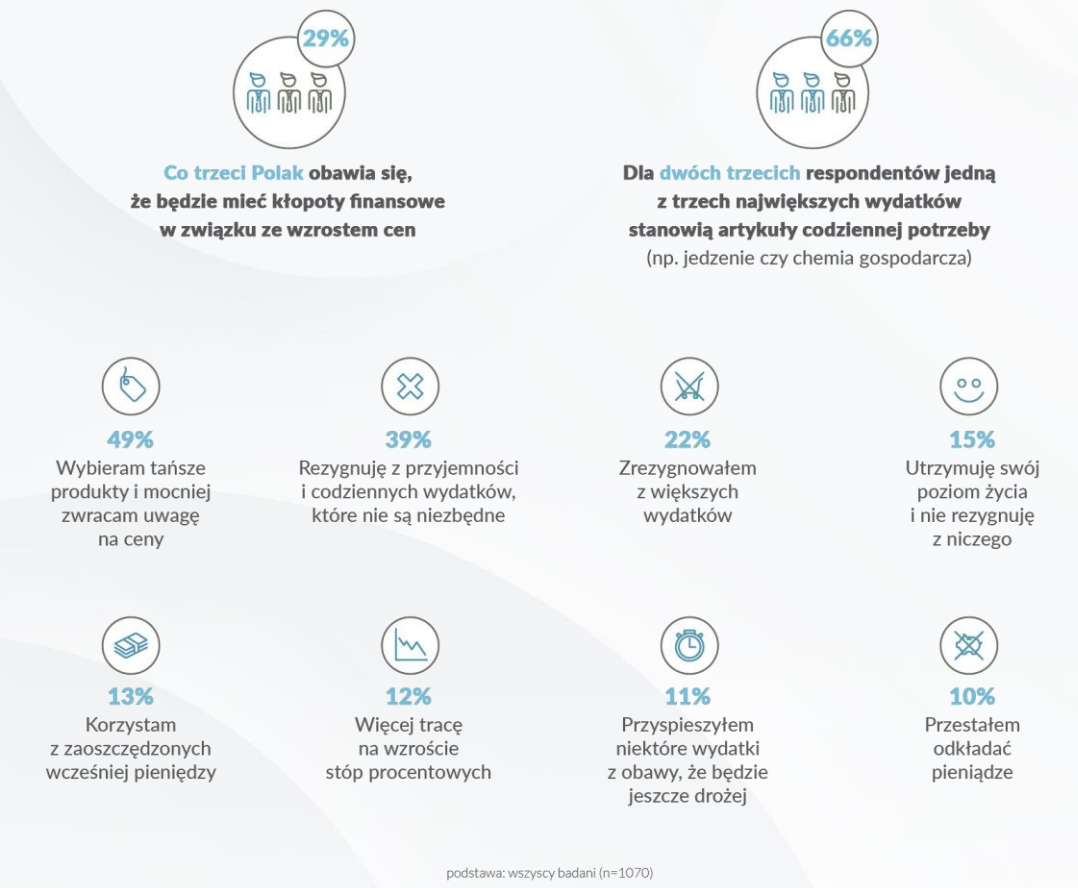 29%
Co trzeci Polak obawia się,
że będzie mieć kłopoty finansowe
w związku ze wzrostem cen
66%
Dla dwóch trzecich respondentów jedną
z trzech największych wydatków
stanowią artykuły codziennej potrzeby
(np. jedzenie czy chemia gospodarcza)
49%
Wybieram tańsze
produkty i mocniej
zwracam uwagę
na ceny
39%
Rezygnuję z przyjemności
i codziennych wydatków,
które nie są niezbędne
22%
Zrezygnowałem
z większych
wydatków
15%
Utrzymuję swój
poziom życia
i nie rezygnuję
z niczego
13%
Korzystam
z zaoszczędzonych
wcześniej pieniędzy
12%
Więcej tracę
na wzroście
stóp procentowych
11%
Przyspieszyłem
niektóre wydatki
z obawy, że będzie
jeszcze drożej
10%
Przestałem
odkładać
pieniądze
podstawa: wszyscy badani (n=1070)